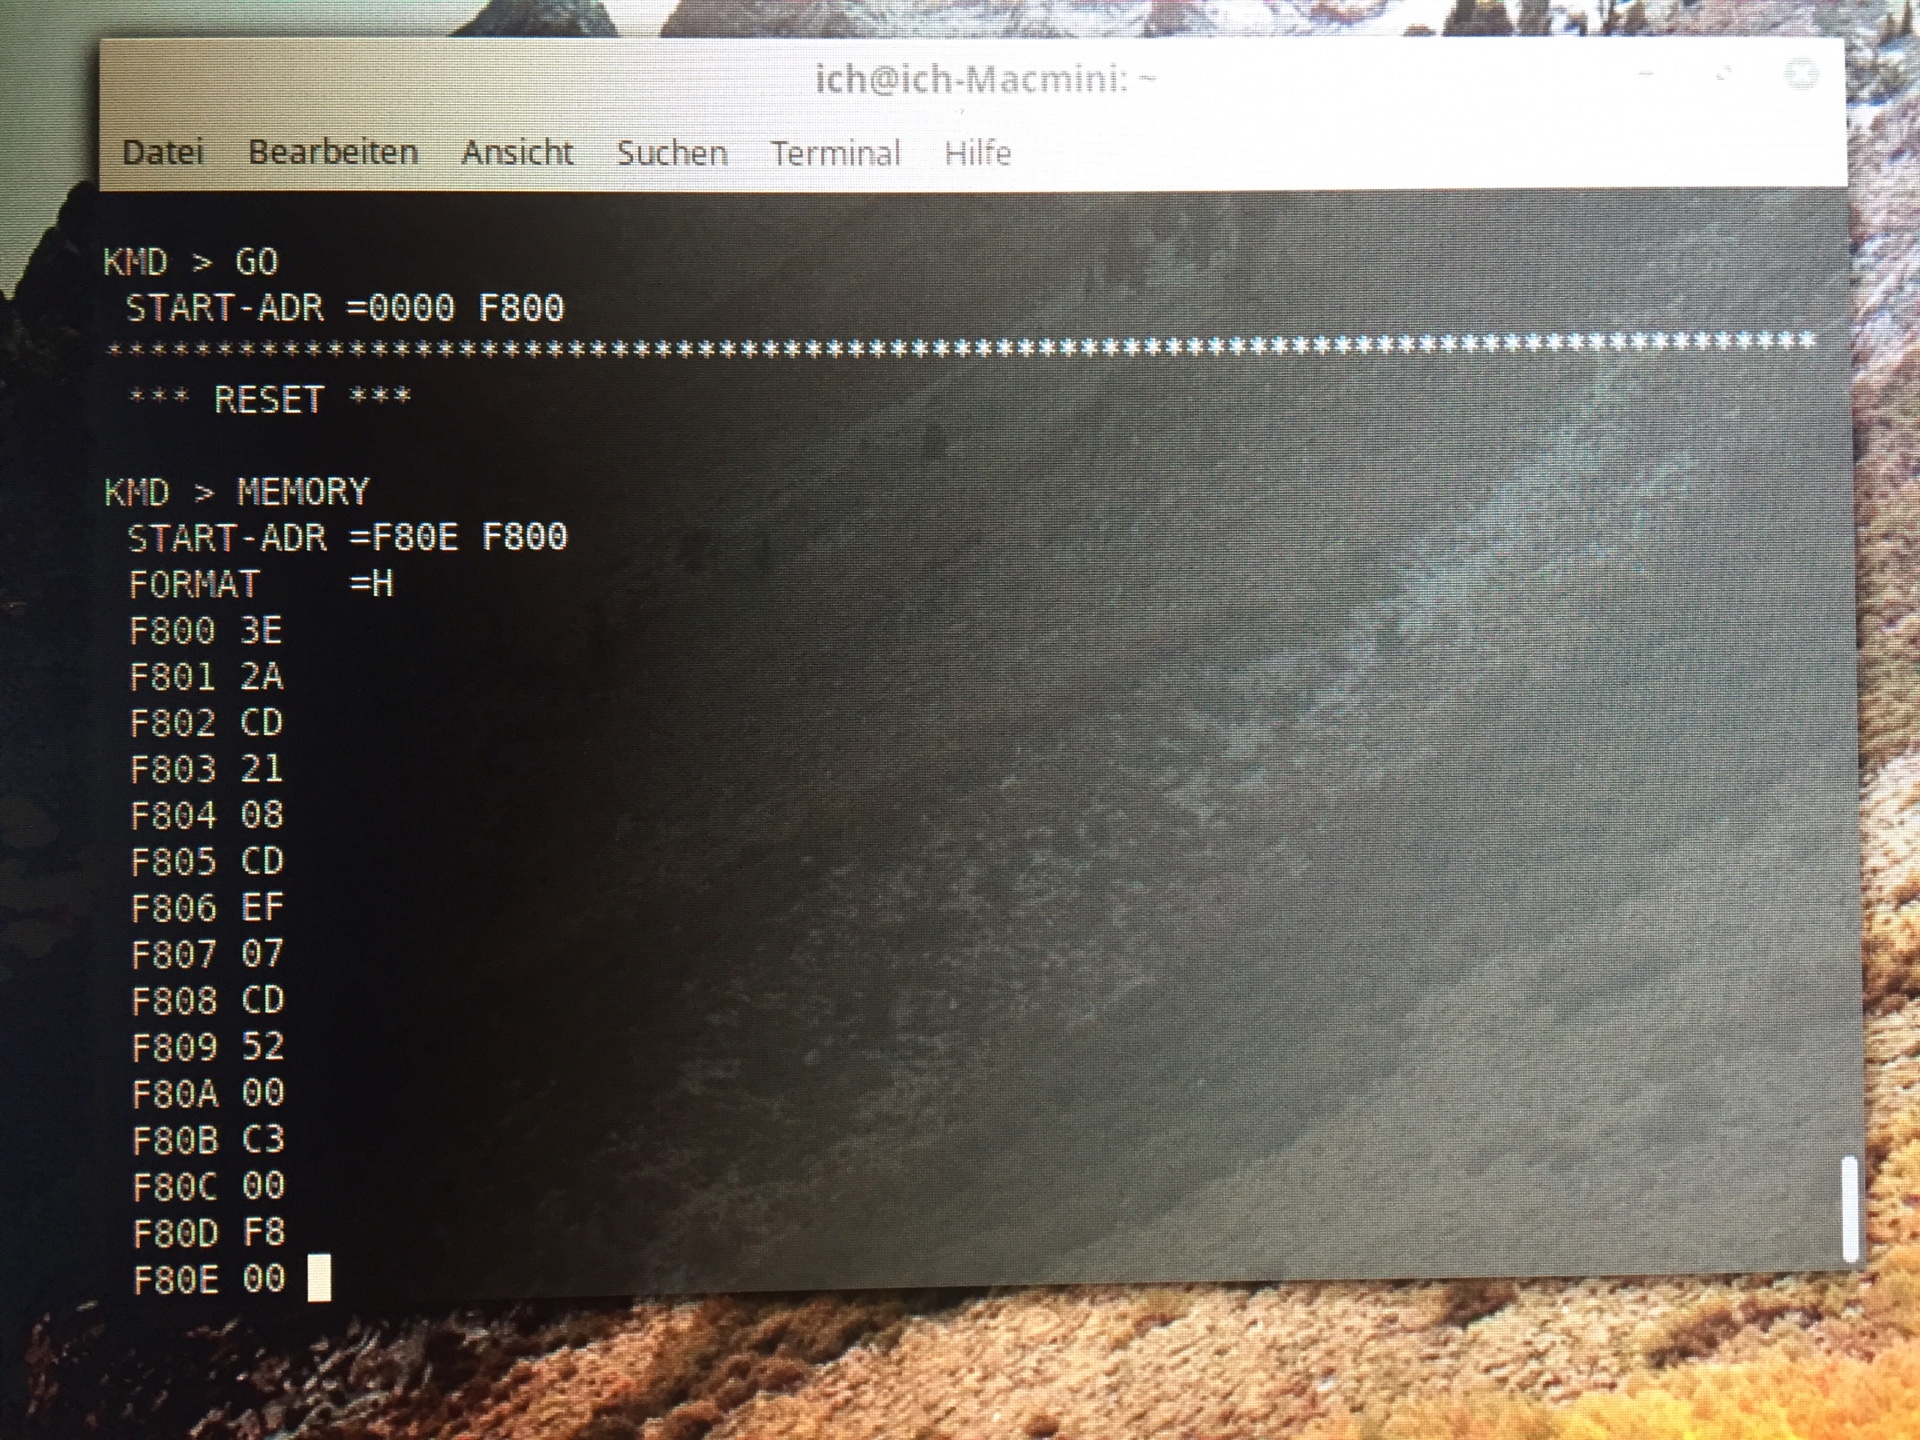 ich@ich-Macmini: ~
Datei Bearbeiten Ansicht Suchen Terminal Hilfe
KMD > GO
START-ADR =0000 F800
*******************************************************************************
*** RESET ***
KMD > MEMORY
START-ADR =F80E F800
FORMAT =H
F800 3E
F801 2A
F802 CD
F803 21
F804 08
F805 CD
F806 EF
F807 07
F808 CD
F809 52
F80A 00
F80B C3
F80C 00
F80D F8
F80E 00